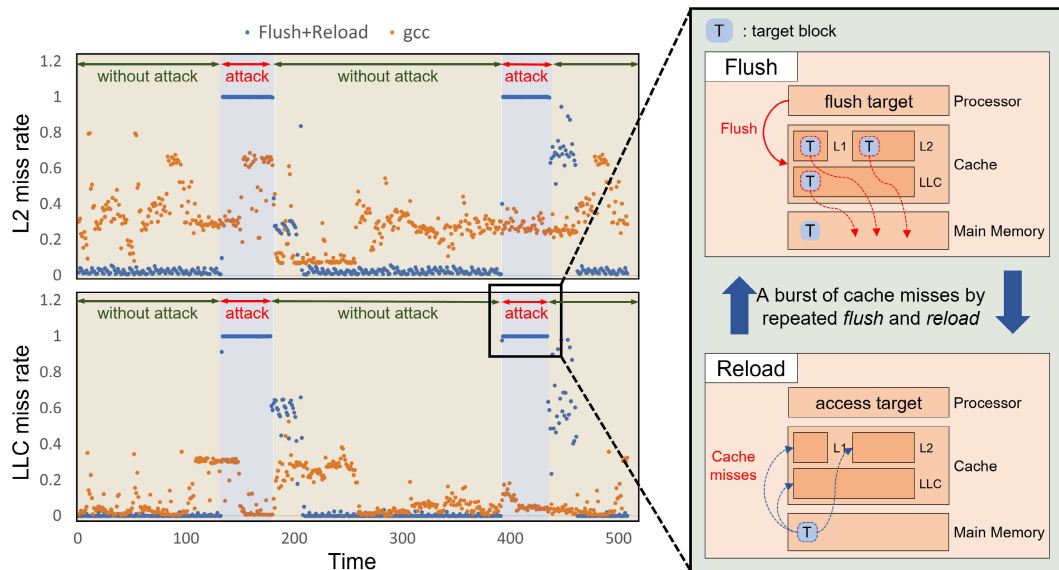 Flush+Reload gcc
L2 miss rate
1.2
1
0.8
0.6
0.4
0.2
0
without attack
attack
without attack
attack
without attack
LLC miss rate
1.2
1
0.8
0.6
0.4
0.2
0
without attack
attack
without attack
attack
without attack
0 100 200 300 400 500
Time
T : target block
Flush
flush target Processor
Flush
T L1 T L2
Cache
T LLC
T Main Memory
A burst of cache misses by
repeated flush and reload
Reload
access target Processor
L1 L2
Cache
misses
Cache
LLC
T Main Memory